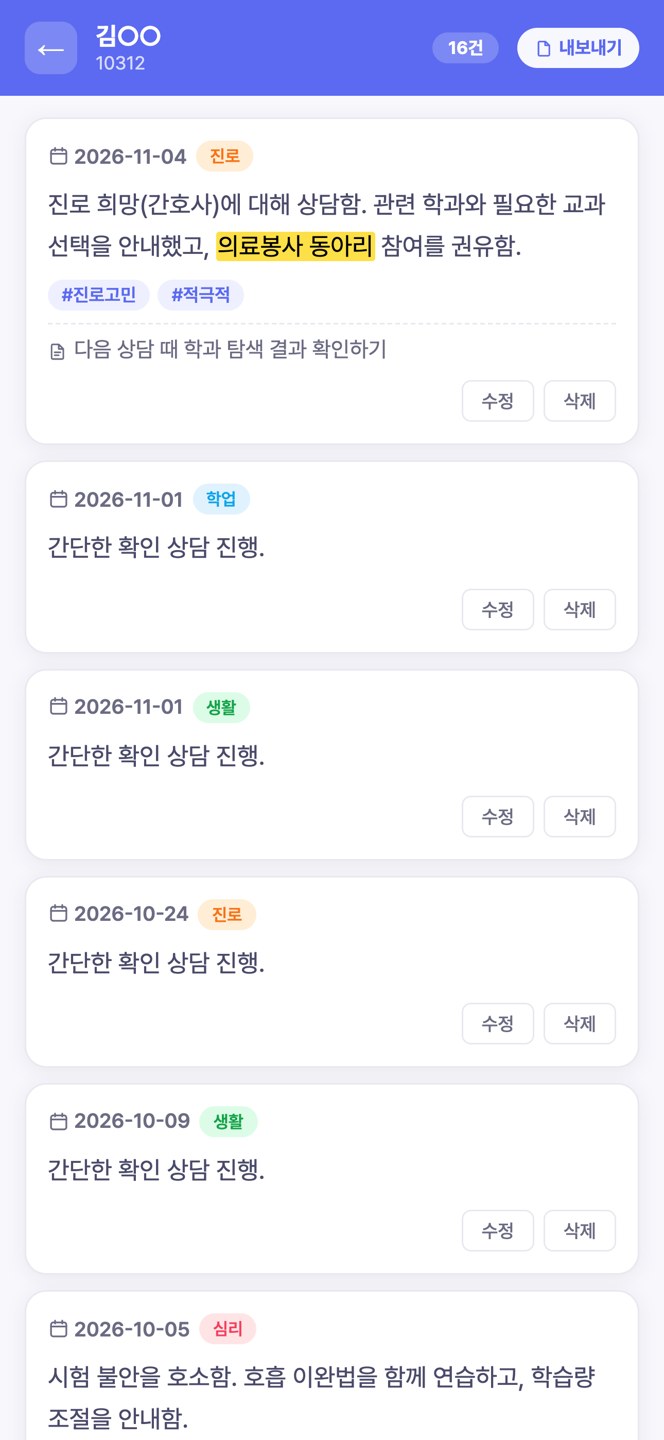 ←
김○○
10312
16건
내보내기
2026-11-04 진로
진로 희망(간호사)에 대해 상담함. 관련 학과와 필요한 교과
선택을 안내했고, 의료봉사 동아리 참여를 권유함.
#진로고민 #적극적
다음 상담 때 학과 탐색 결과 확인하기
수정 삭제
2026-11-01 학업
간단한 확인 상담 진행.
수정 삭제
2026-11-01 생활
간단한 확인 상담 진행.
수정 삭제
2026-10-24 진로
간단한 확인 상담 진행.
수정 삭제
2026-10-09 생활
간단한 확인 상담 진행.
수정 삭제
2026-10-05 심리
시험 불안을 호소함. 호흡 이완법을 함께 연습하고, 학습량
조절을 안내함.